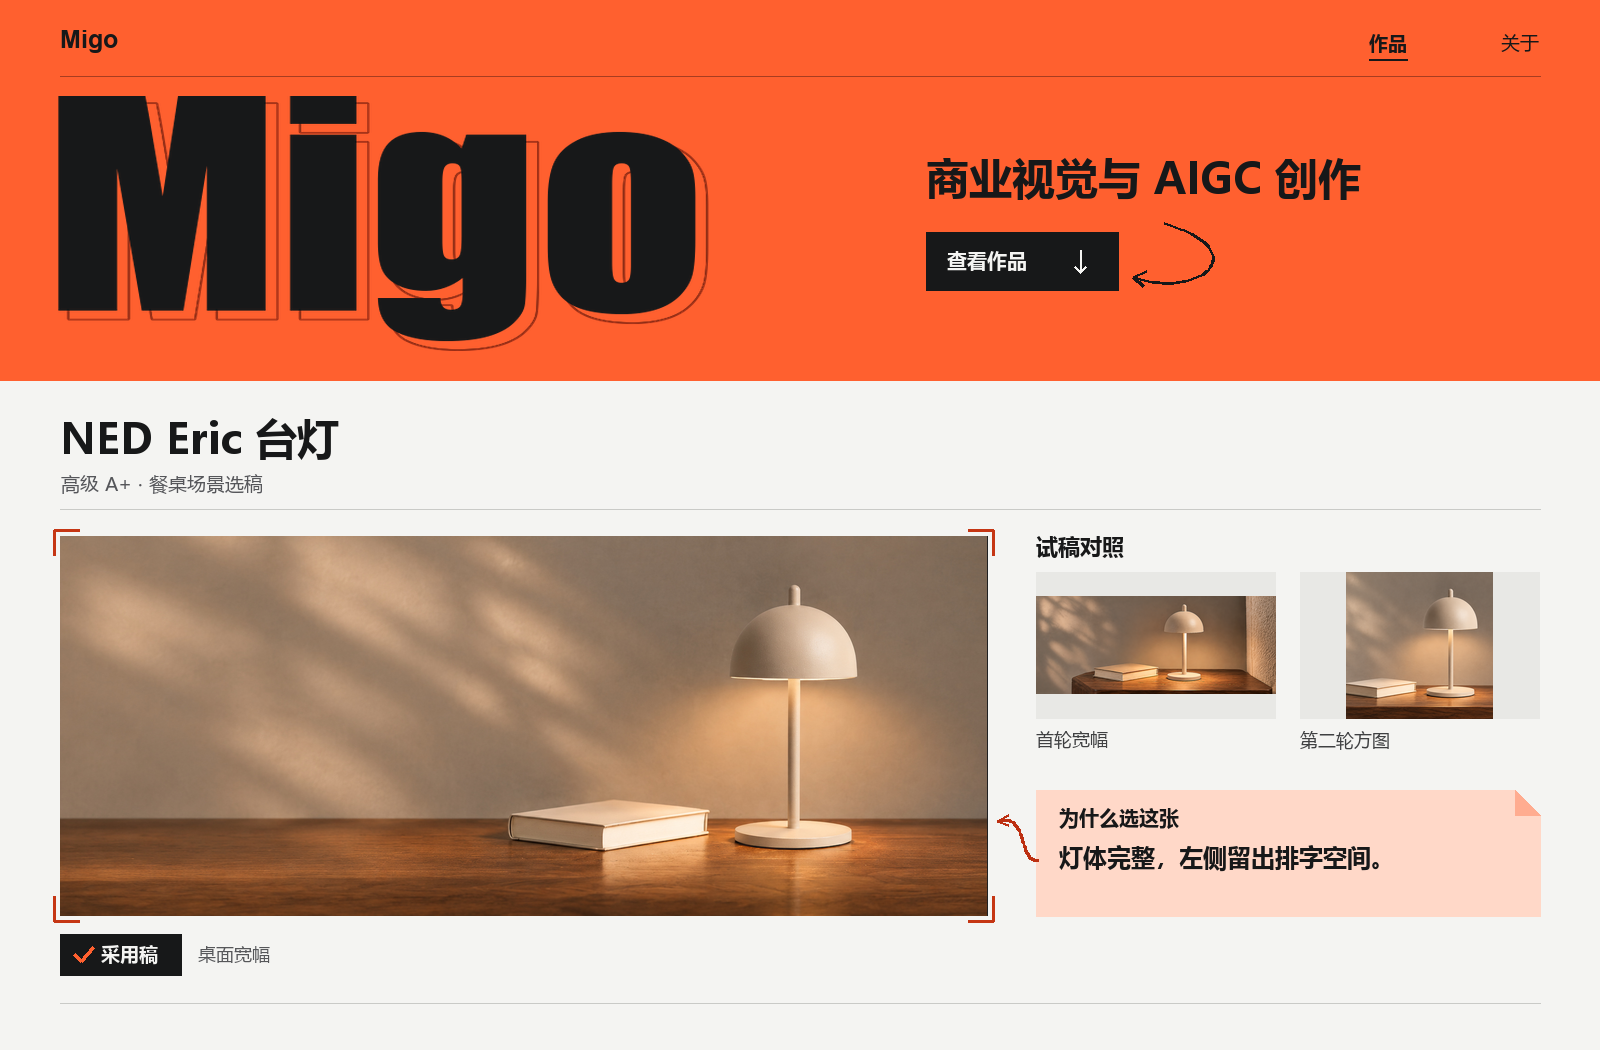 Migo
作品
关于
Migo
商业视觉与 AIGC 创作
查看作品 ↓
NED Eric 台灯
高级 A+ · 餐桌场景选稿
试稿对照
首轮宽幅
第二轮方图
为什么选这张
灯体完整，左侧留出排字空间。
采用稿
桌面宽幅